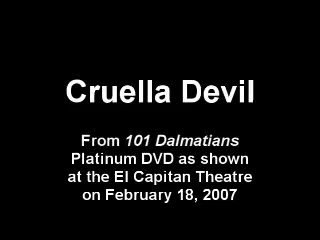 Cruella Devil
From 101 Dalmatians
Platinum DVD as shown
at the El Capitan Theatre
on February 18, 2007